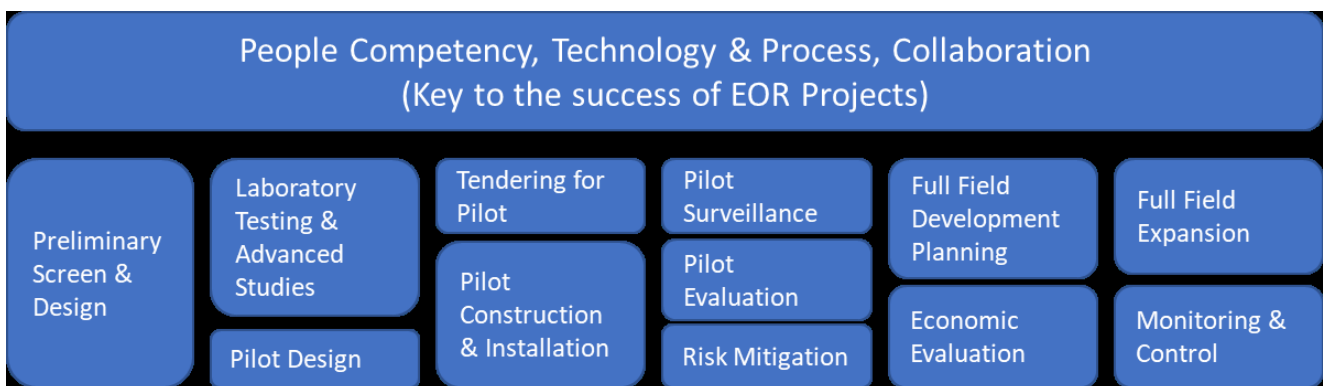 People Competency, Technology & Process, Collaboration
(Key to the success of EOR Projects)
Preliminary
Screen &
Design
Laboratory
Testing &
Advanced
Studies
Pilot Design
Tendering for
Pilot
Pilot
Construction
& Installation
Pilot
Surveillance
Pilot
Evaluation
Risk Mitigation
Full Field
Development
Planning
Economic
Evaluation
Full Field
Expansion
Monitoring &
Control